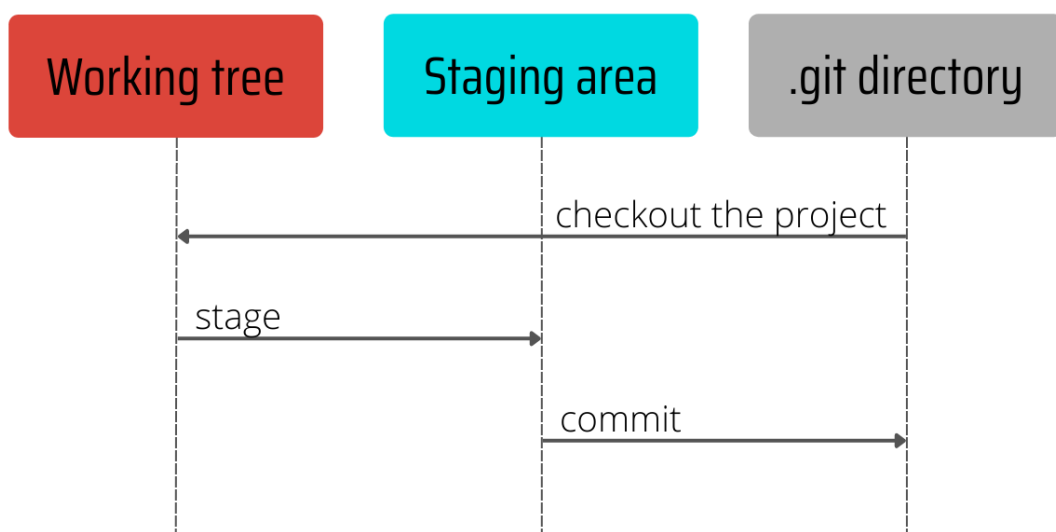 Working tree
Staging area
.git directory
checkout the project
stage
commit